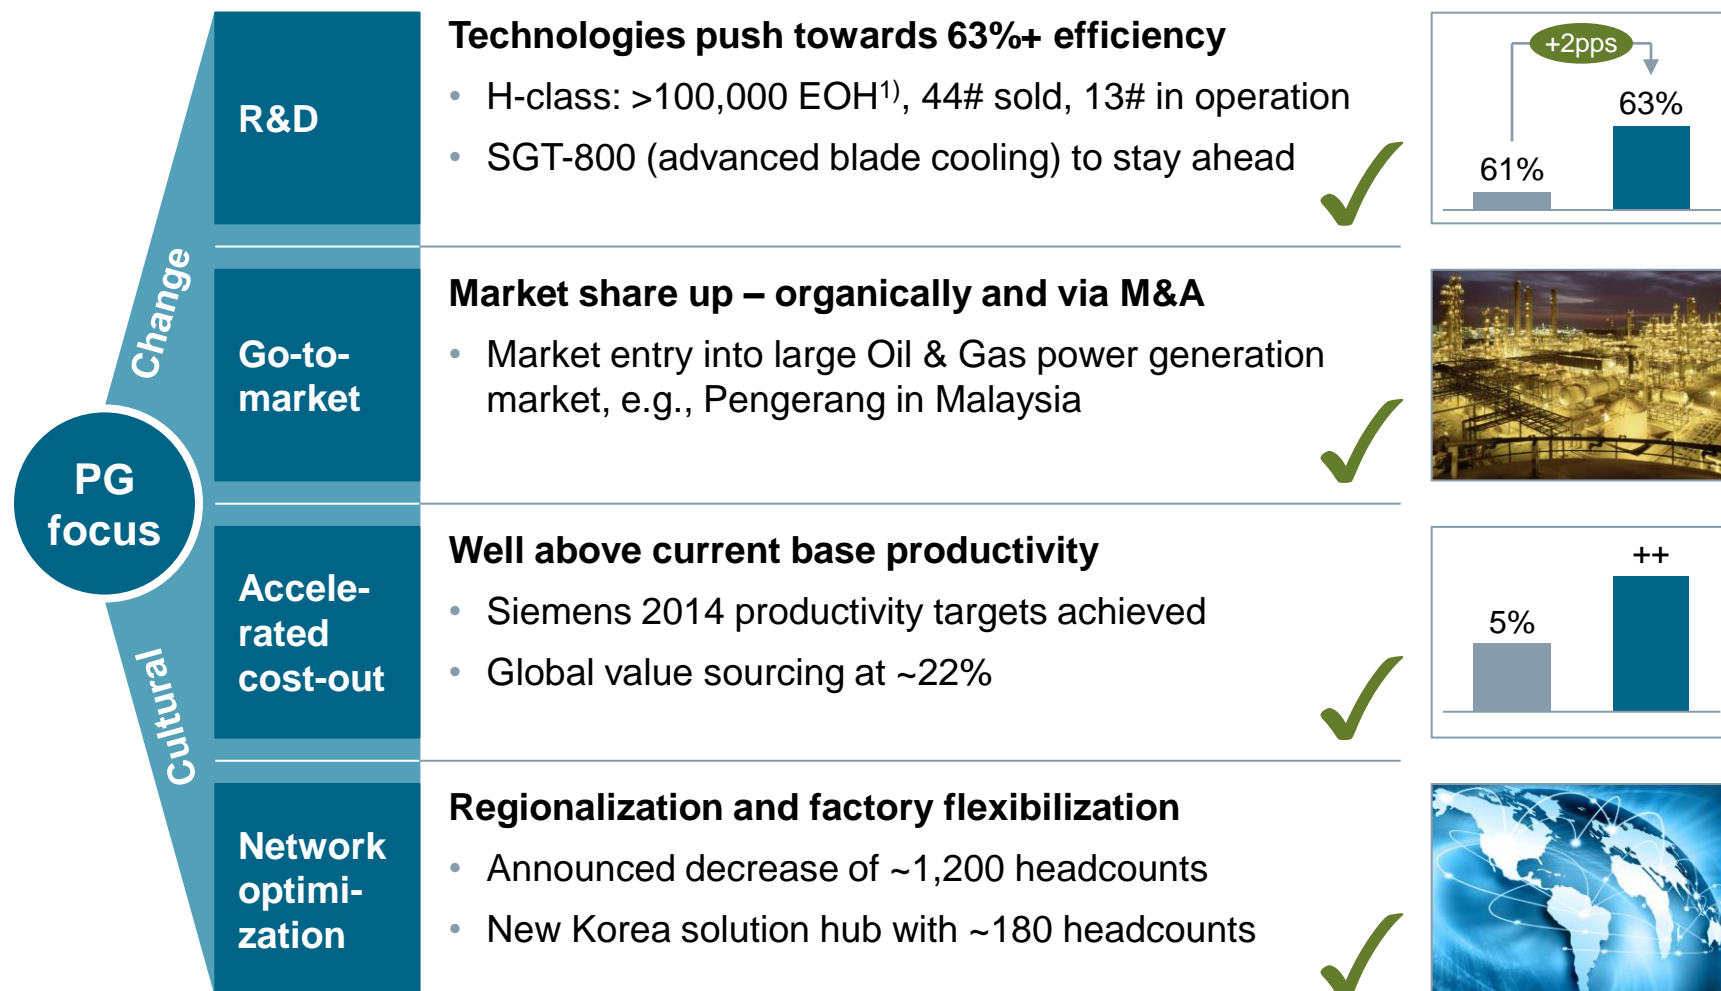 PG
focus
Change
Cultural
R&D
Technologies push towards 63%+ efficiency
• H-class: >100,000 EOH1), 44# sold, 13# in operation
• SGT-800 (advanced blade cooling) to stay ahead
+2pps
61%
63%
Go-to-
market
Market share up – organically and via M&A
• Market entry into large Oil & Gas power generation
market, e.g., Pengerang in Malaysia
Accele-
rated
cost-out
Well above current base productivity
• Siemens 2014 productivity targets achieved
• Global value sourcing at ~22%
5%
++
Network
optimi-
zation
Regionalization and factory flexibilization
• Announced decrease of ~1,200 headcounts
• New Korea solution hub with ~180 headcounts